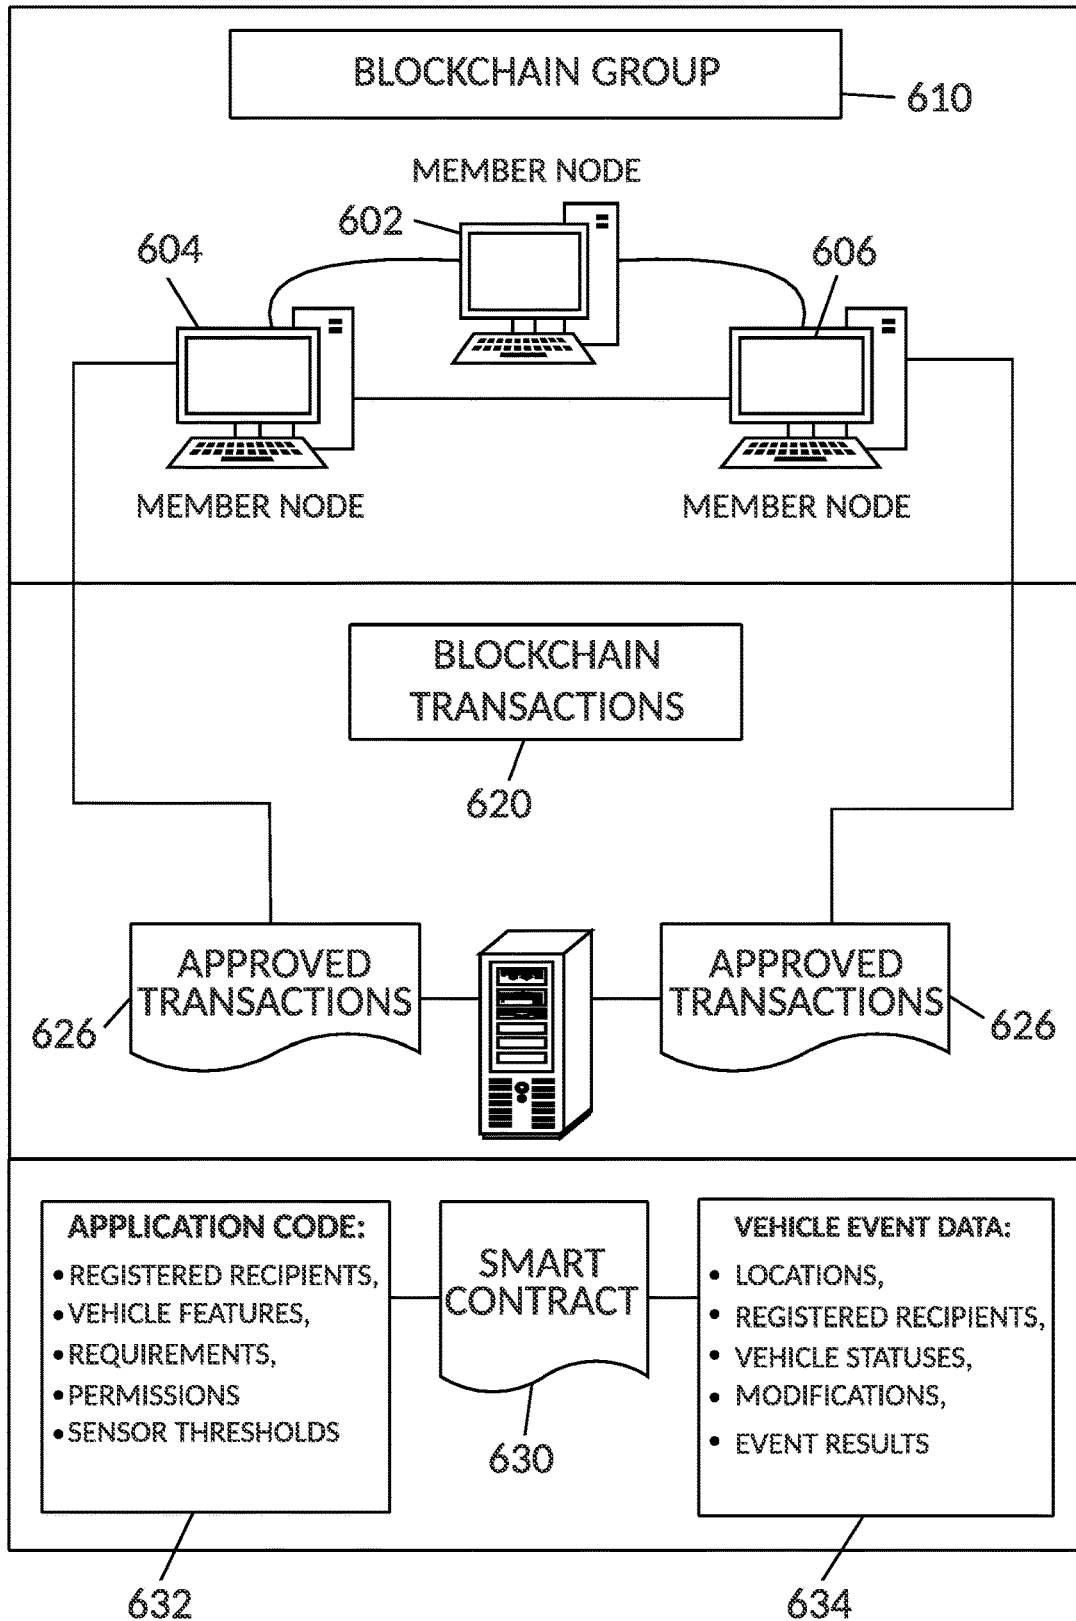 BLOCKCHAIN GROUP
610
MEMBER NODE
602
604
606
MEMBER NODE
MEMBER NODE
BLOCKCHAIN
TRANSACTIONS
620
APPROVED
TRANSACTIONS
626
APPROVED
TRANSACTIONS
626
APPLICATION CODE:
• REGISTERED RECIPIENTS,
• VEHICLE FEATURES,
• REQUIREMENTS,
• PERMISSIONS
• SENSOR THRESHOLDS
SMART
CONTRACT
630
VEHICLE EVENT DATA:
• LOCATIONS,
• REGISTERED RECIPIENTS,
• VEHICLE STATUSES,
• MODIFICATIONS,
• EVENT RESULTS
632
634